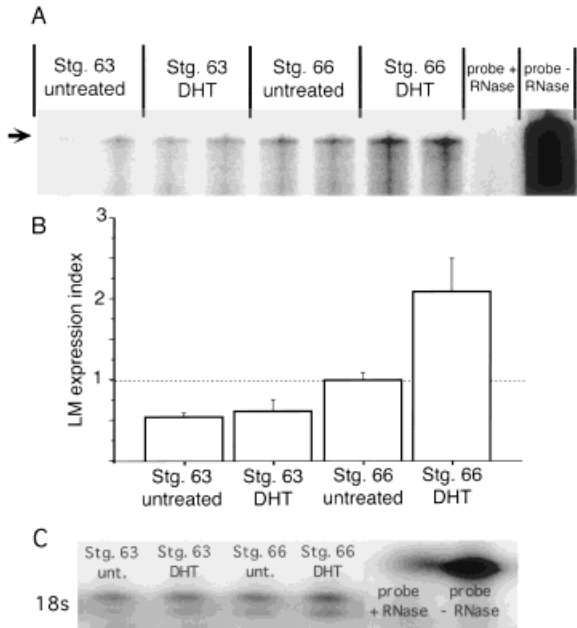 A
Stg. 63 untreated
Stg. 63 DHT
Stg. 66 untreated
Stg. 66 DHT
probe + RNase
probe - RNase
B
LM expression index
3
2
1
Stg. 63 untreated
Stg. 63 DHT
Stg. 66 untreated
Stg. 66 DHT
C
Stg. 63 unt.
Stg. 63 DHT
Stg. 66 unt.
Stg. 66 DHT
probe + RNase
probe - RNase
18s